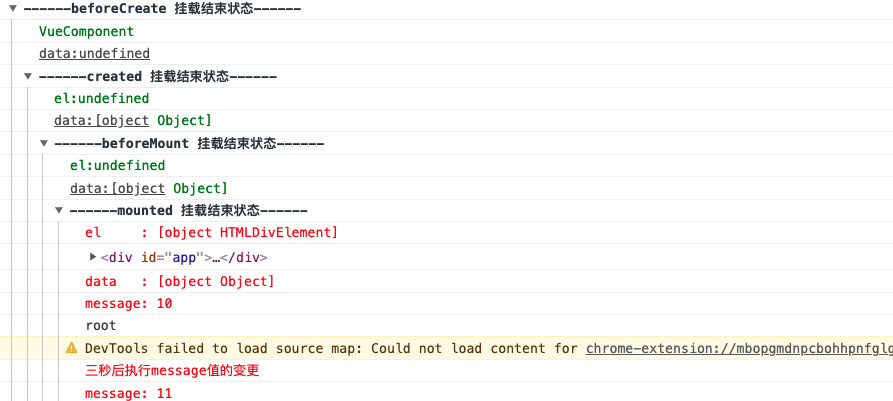 ------beforeCreate 挂载结束状态------
VueComponent
data:undefined
------created 挂载结束状态------
el:undefined
data:[object Object]
------beforeMount 挂载结束状态------
el:undefined
data:[object Object]
------mounted 挂载结束状态------
el     : [object HTMLDivElement]
<div id="app">…</div>
data   : [object Object]
message: 10
root
DevTools failed to load source map: Could not load content for chrome-extension://mbopgmdnpcbohhpnfglg
三秒后执行message值的变更
message: 11